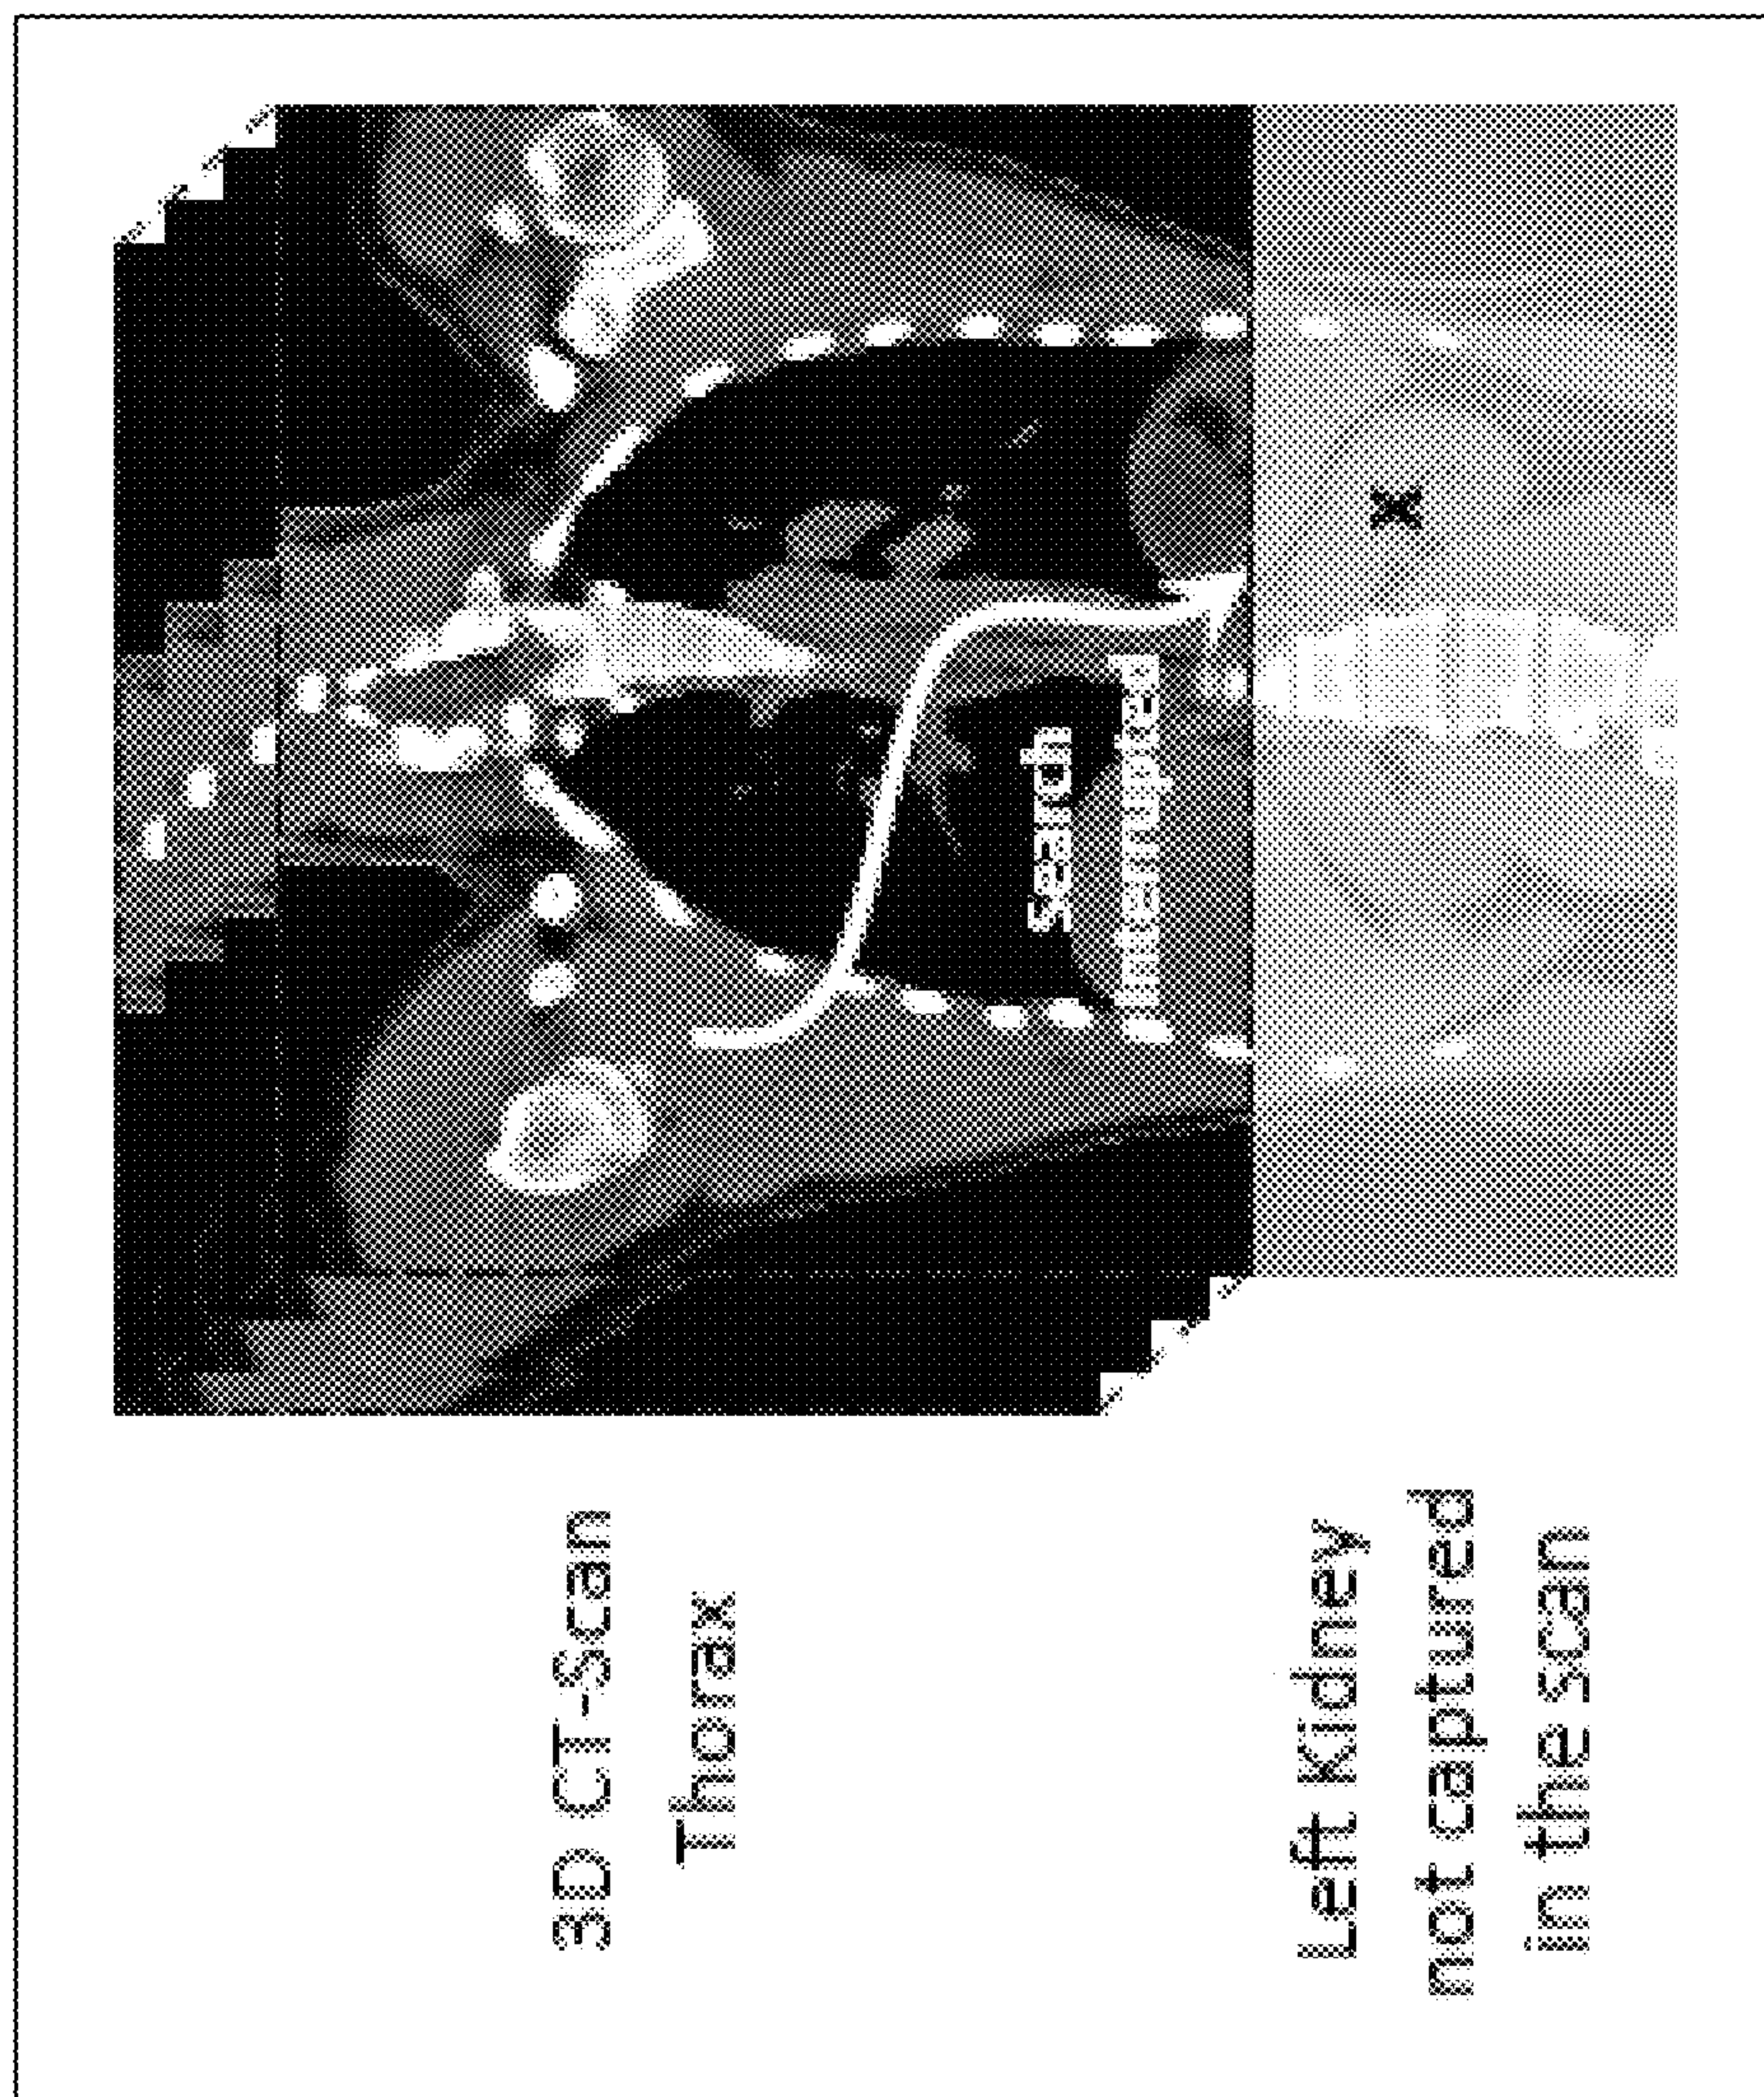 3D CT-Scan
Thorax
Search
interrupted
x
Left Kidney
not captured
in the scan